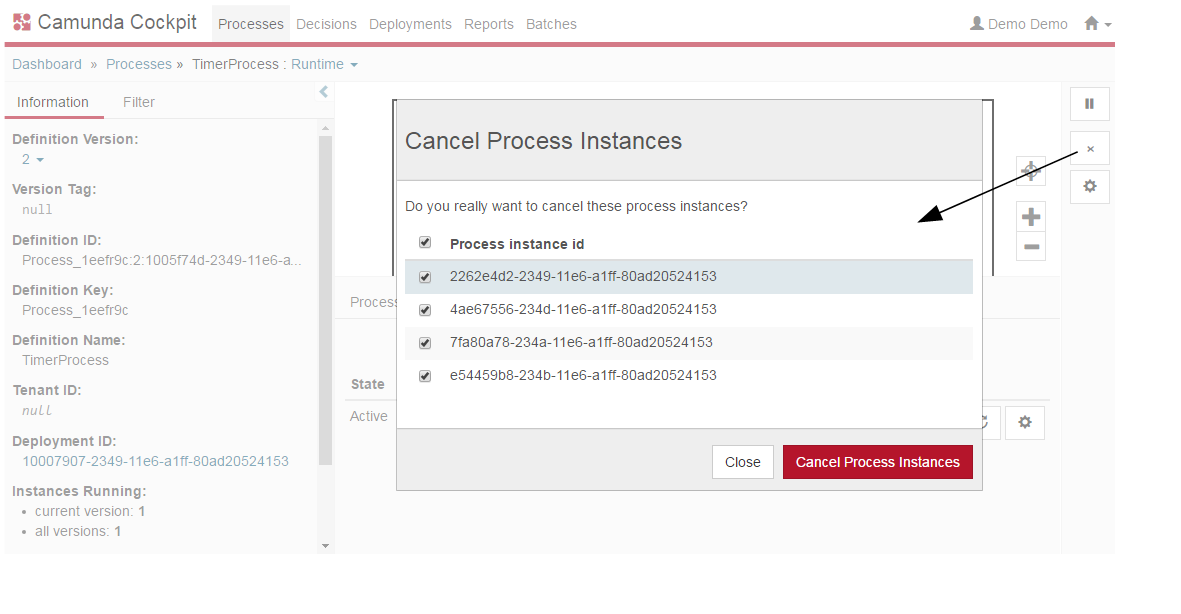 Camunda Cockpit Processes Decisions Deployments Reports Batches Demo Demo
Dashboard » Processes » TimerProcess : Runtime
Information Filter
Definition Version:
2
Version Tag:
null
Definition ID:
Process_1eefr9c:2:1005f74d-2349-11e6-a...
Definition Key:
Process_1eefr9c
Definition Name:
TimerProcess
Tenant ID:
null
Deployment ID:
10007907-2349-11e6-a1ff-80ad20524153
Instances Running:
current version: 1
all versions: 1
Cancel Process Instances
Do you really want to cancel these process instances?
Process instance id
2262e4d2-2349-11e6-a1ff-80ad20524153
4ae67556-234d-11e6-a1ff-80ad20524153
7fa80a78-234a-11e6-a1ff-80ad20524153
e54459b8-234b-11e6-a1ff-80ad20524153
Close Cancel Process Instances
Process
State
Active